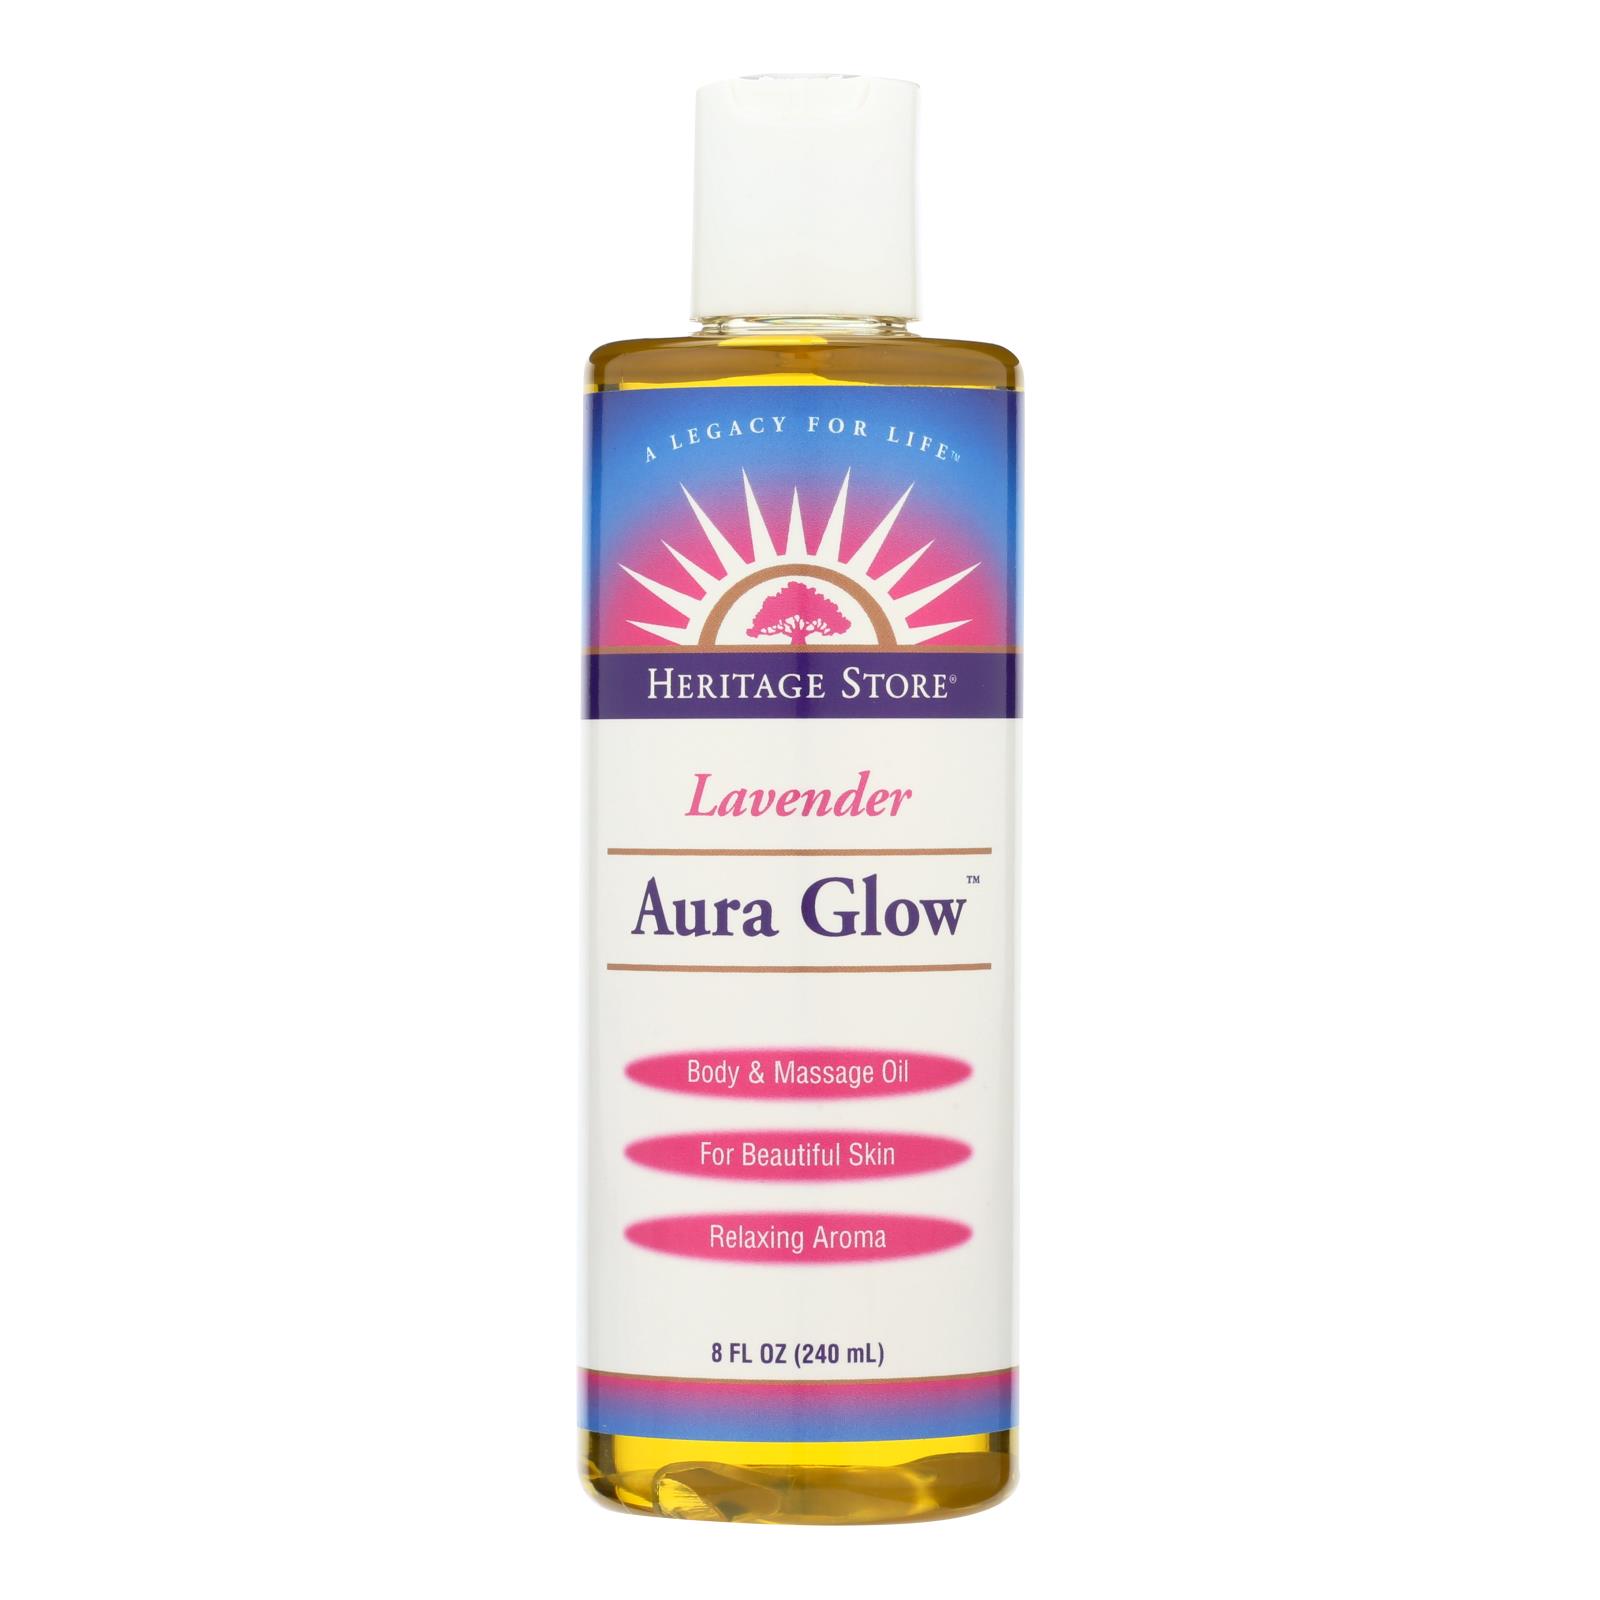 A LEGACY FOR LIFE™
HERITAGE STORE®
Lavender
Aura Glow™
Body & Massage Oil
For Beautiful Skin
Relaxing Aroma
8 FL OZ (240 mL)